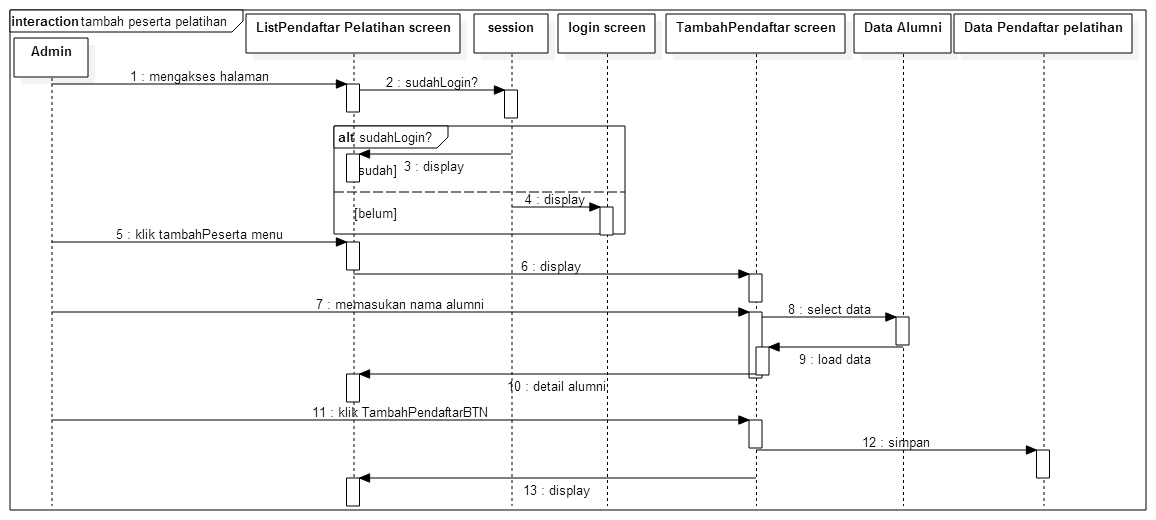 interaction tambah peserta pelatihan
ListPendaftar Pelatihan screen
session
login screen
TambahPendaftar screen
Data Alumni
Data Pendaftar pelatihan
Admin
1 : mengakses halaman
2 : sudahLogin?
alt sudahLogin?
3 : display
sudah]
4 : display
[belum]
5 : klik tambahPeserta menu
6 : display
7 : memasukan nama alumni
8 : select data
9 : load data
10 : detail alumni
11 : klik TambahPendaftarBTN
12 : simpan
13 : display